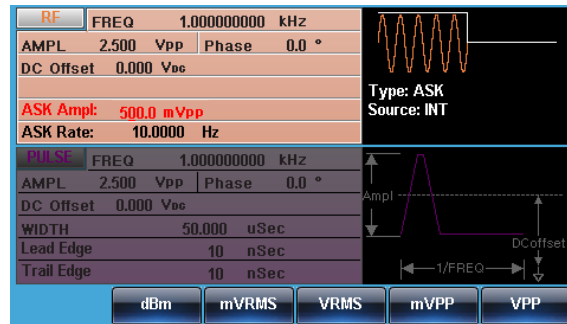 RF FREQ 1.000000000 kHz
AMPL 2.500 Vpp Phase 0.0 °
DC Offset 0.000 VDC
ASK Ampl: 500.0 mVpp
ASK Rate: 10.0000 Hz
Type: ASK
Source: INT
PULSE FREQ 1.000000000 kHz
AMPL 2.500 Vpp Phase 0.0 °
DC Offset 0.000 VDC
WIDTH 50.000 uSec
Lead Edge 10 nSec
Trail Edge 10 nSec
Ampl
DCoffset
1/FREQ
dBm mVRMS VRMS mVPP VPP